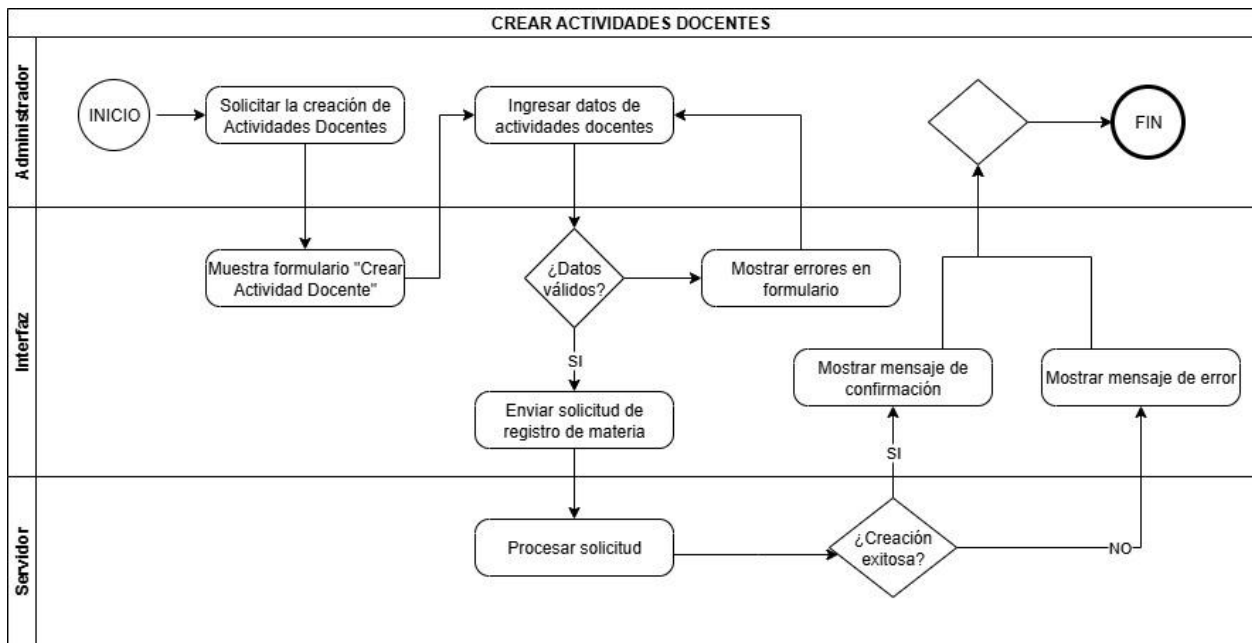 CREAR ACTIVIDADES DOCENTES
Administrador
INICIO
Solicitar la creación de
Actividades Docentes
Ingresar datos de
actividades docentes
FIN
Interfaz
Muestra formulario "Crear
Actividad Docente"
¿Datos
válidos?
Mostrar errores en
formulario
SI
Enviar solicitud de
registro de materia
Mostrar mensaje de
confirmación
Mostrar mensaje de error
SI
Servidor
Procesar solicitud
¿Creación
exitosa?
NO